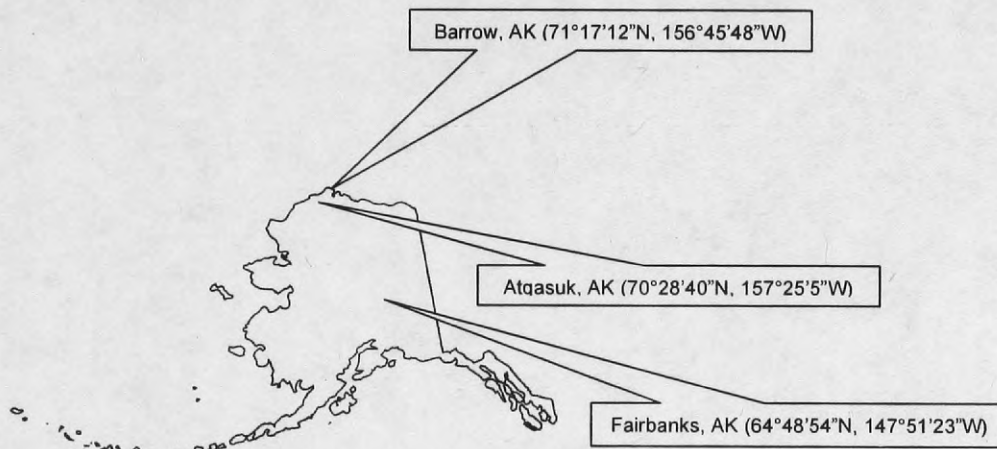 Barrow, AK (71°17'12”N, 156°45'48”W)
Atqasuk, AK (70°28'40”N, 157°25'5”W)
Fairbanks, AK (64°48'54”N, 147°51'23”W)